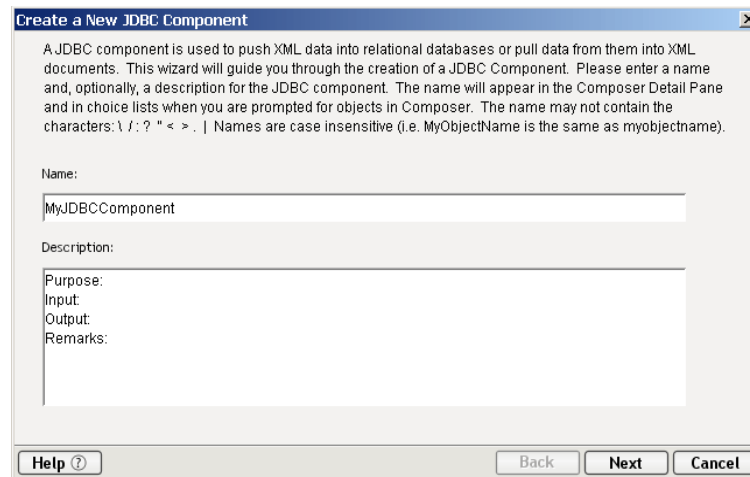 Create a New JDBC Component
A JDBC component is used to push XML data into relational databases or pull data from them into XML
documents. This wizard will guide you through the creation of a JDBC Component. Please enter a name
and, optionally, a description for the JDBC component. The name will appear in the Composer Detail Pane
and in choice lists when you are prompted for objects in Composer. The name may not contain the
characters: \ / : ? " < > . | Names are case insensitive (i.e. MyObjectName is the same as myobjectname).
Name:
MyJDBCComponent
Description:
Purpose:
Input:
Output:
Remarks:
Help ? Back Next Cancel